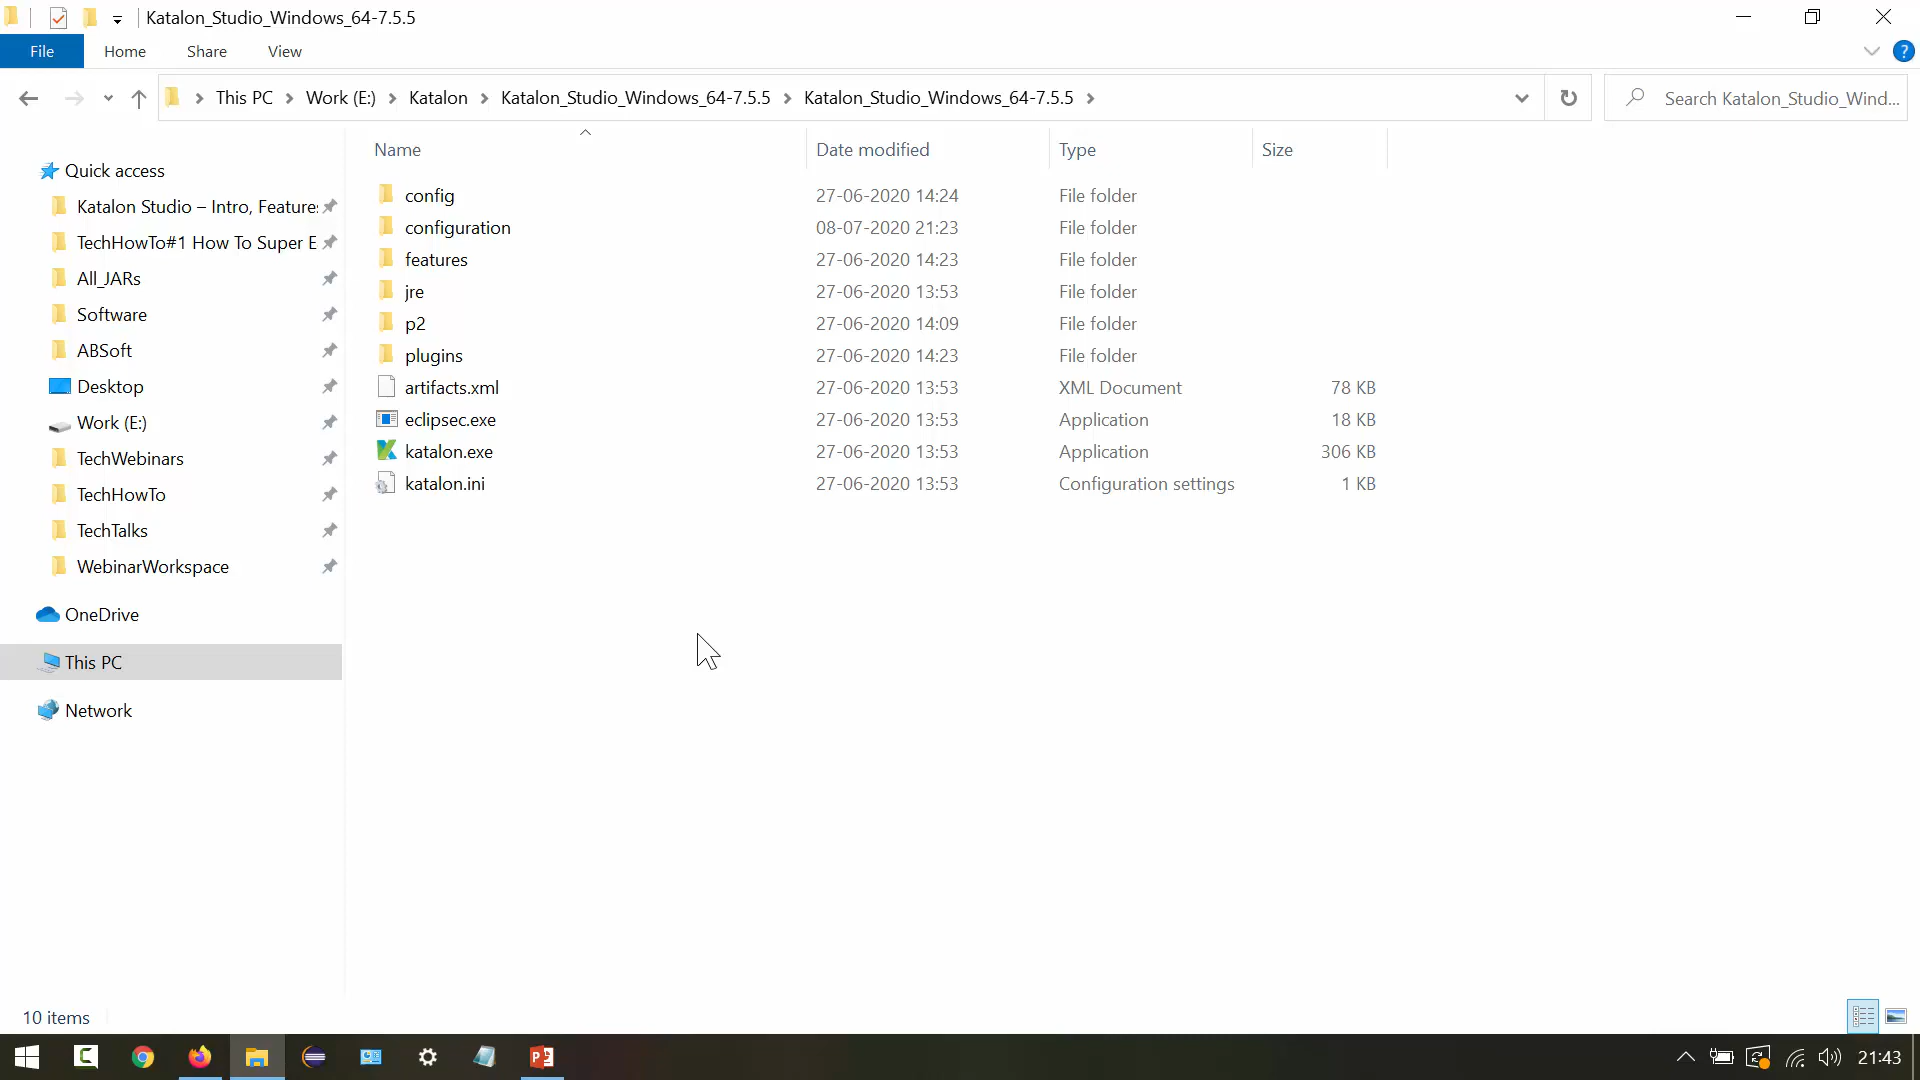 Katalon_Studio_Windows_64-7.5.5
File Home Share View ?
This PC Work (E:) Katalon Katalon_Studio_Windows_64-7.5.5 Katalon_Studio_Windows_64-7.5.5 Search Katalon_Studio_Wind...
Name Date modified Type Size
Quick access
Katalon Studio – Intro, Feature
TechHowTo#1 How To Super E
All_JARs
Software
ABSoft
Desktop
Work (E:)
TechWebinars
TechHowTo
TechTalks
WebinarWorkspace
OneDrive
This PC
Network
config 27-06-2020 14:24 File folder
configuration 08-07-2020 21:23 File folder
features 27-06-2020 14:23 File folder
jre 27-06-2020 13:53 File folder
p2 27-06-2020 14:09 File folder
plugins 27-06-2020 14:23 File folder
artifacts.xml 27-06-2020 13:53 XML Document 78 KB
eclipsec.exe 27-06-2020 13:53 Application 18 KB
katalon.exe 27-06-2020 13:53 Application 306 KB
katalon.ini 27-06-2020 13:53 Configuration settings 1 KB
10 items
21:43